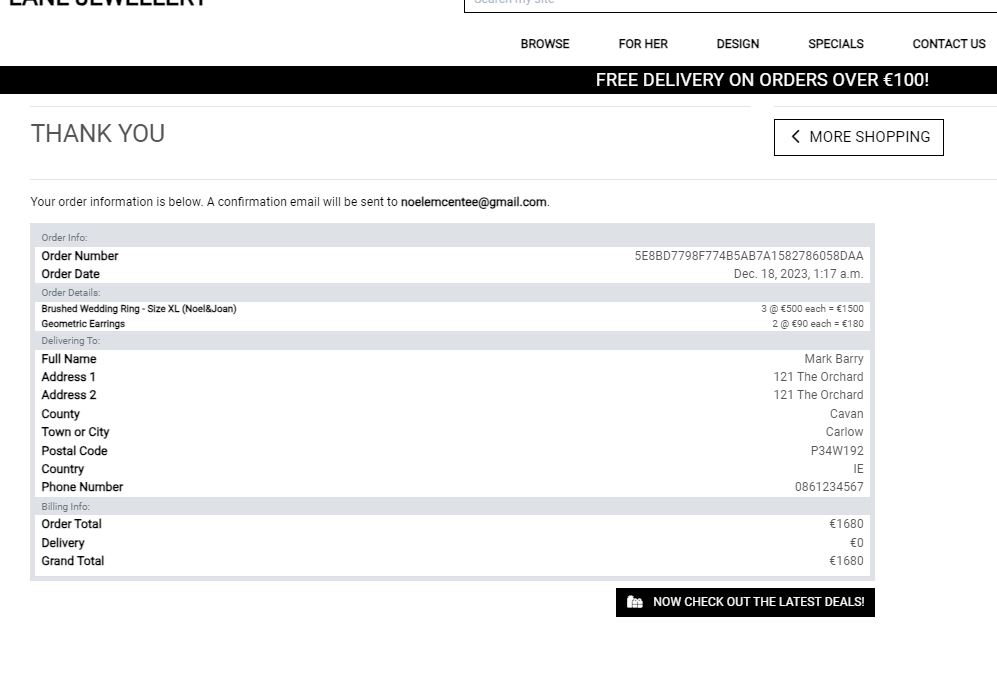 LANE JEWELLERY
Search my site
BROWSE FOR HER DESIGN SPECIALS CONTACT US
FREE DELIVERY ON ORDERS OVER €100!
THANK YOU
MORE SHOPPING
Your order information is below. A confirmation email will be sent to noelemcentee@gmail.com.
Order Info:
Order Number 5E8BD7798F774B5AB7A1582786058DAA
Order Date Dec. 18, 2023, 1:17 a.m.
Order Details:
Brushed Wedding Ring - Size XL (Noel&Joan) 3 @ €500 each = €1500
Geometric Earrings 2 @ €90 each = €180
Delivering To:
Full Name Mark Barry
Address 1 121 The Orchard
Address 2 121 The Orchard
County Cavan
Town or City Carlow
Postal Code P34W192
Country IE
Phone Number 0861234567
Billing Info:
Order Total €1680
Delivery €0
Grand Total €1680
NOW CHECK OUT THE LATEST DEALS!